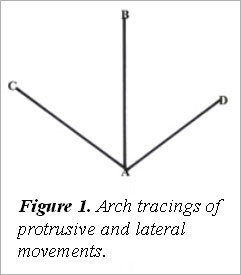 B
C
D
A
Figure 1. Arch tracings of
protrusive and lateral
movements.